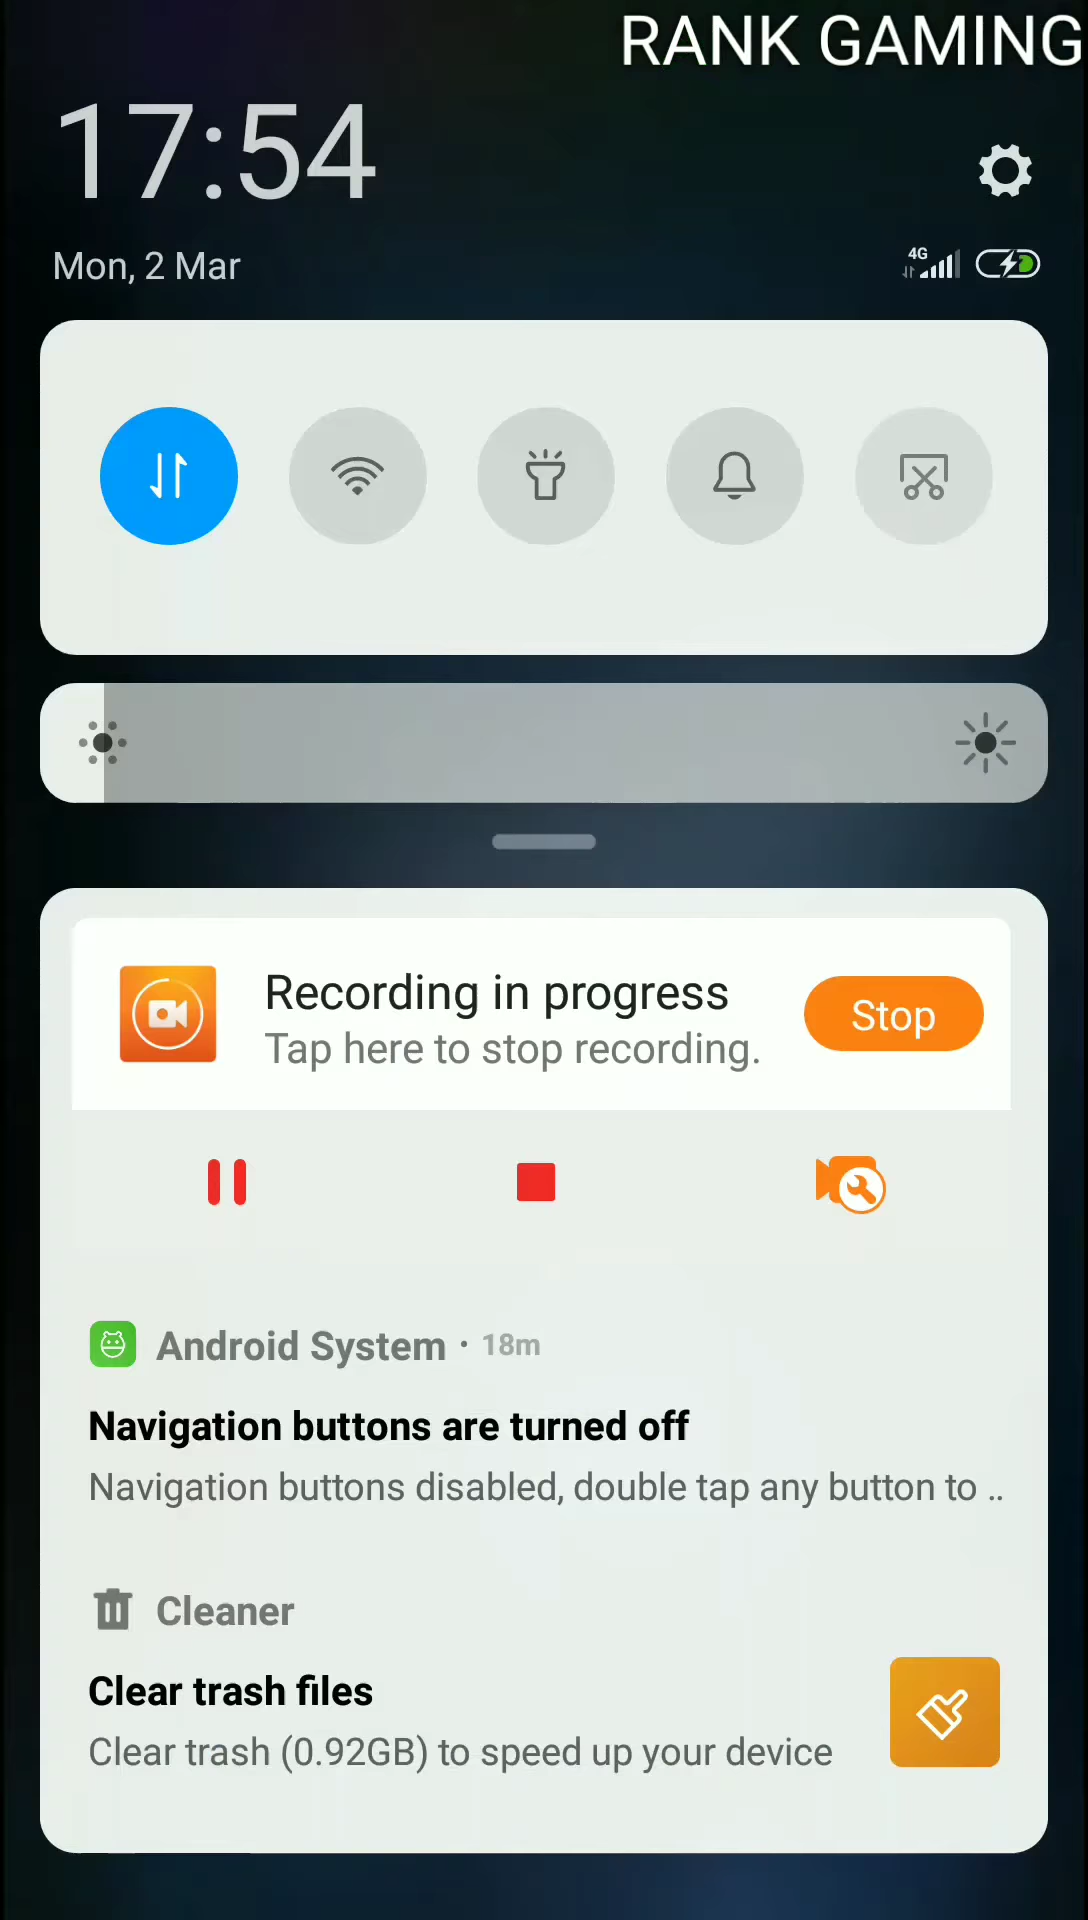 RANK GAMING
17:54
Mon, 2 Mar
4G
Recording in progress
Tap here to stop recording.
Stop
Android System · 18m
Navigation buttons are turned off
Navigation buttons disabled, double tap any button to ..
Cleaner
Clear trash files
Clear trash (0.92GB) to speed up your device